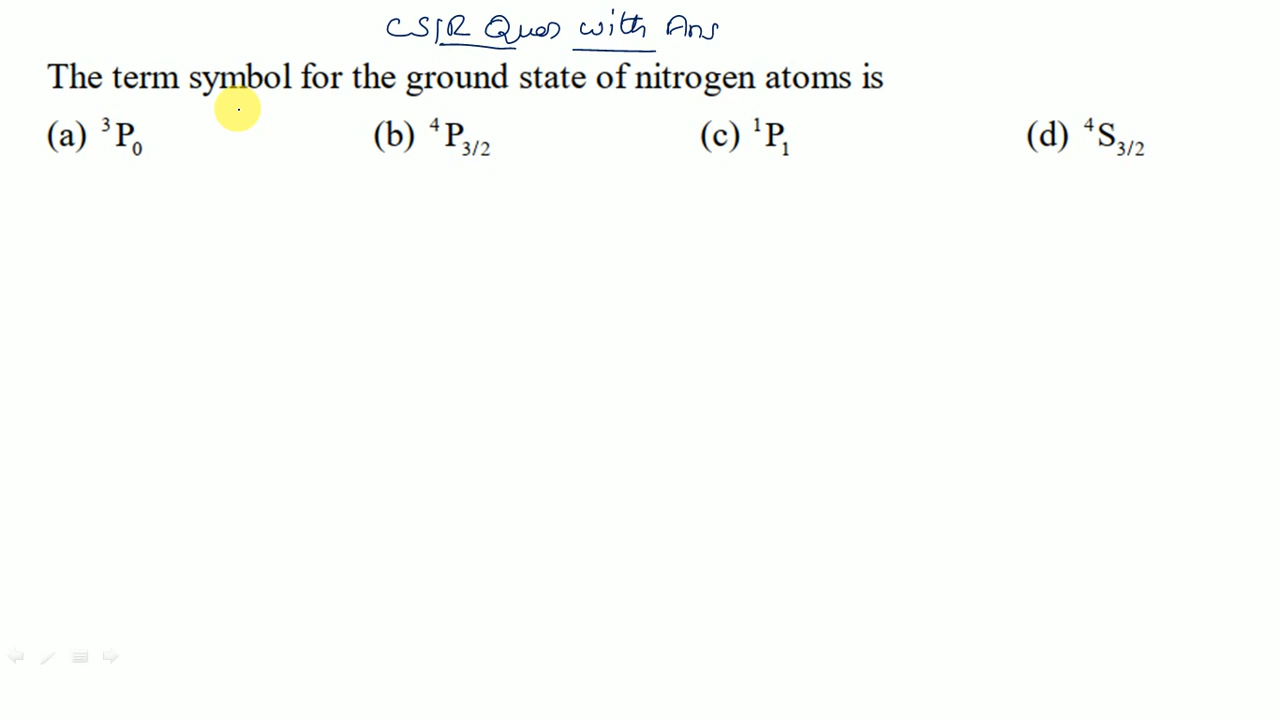 CSIR Ques with Ans
The term symbol for the ground state of nitrogen atoms is
(a) ³P₀ (b) ⁴P₃/₂ (c) ¹P₁ (d) ⁴S₃/₂